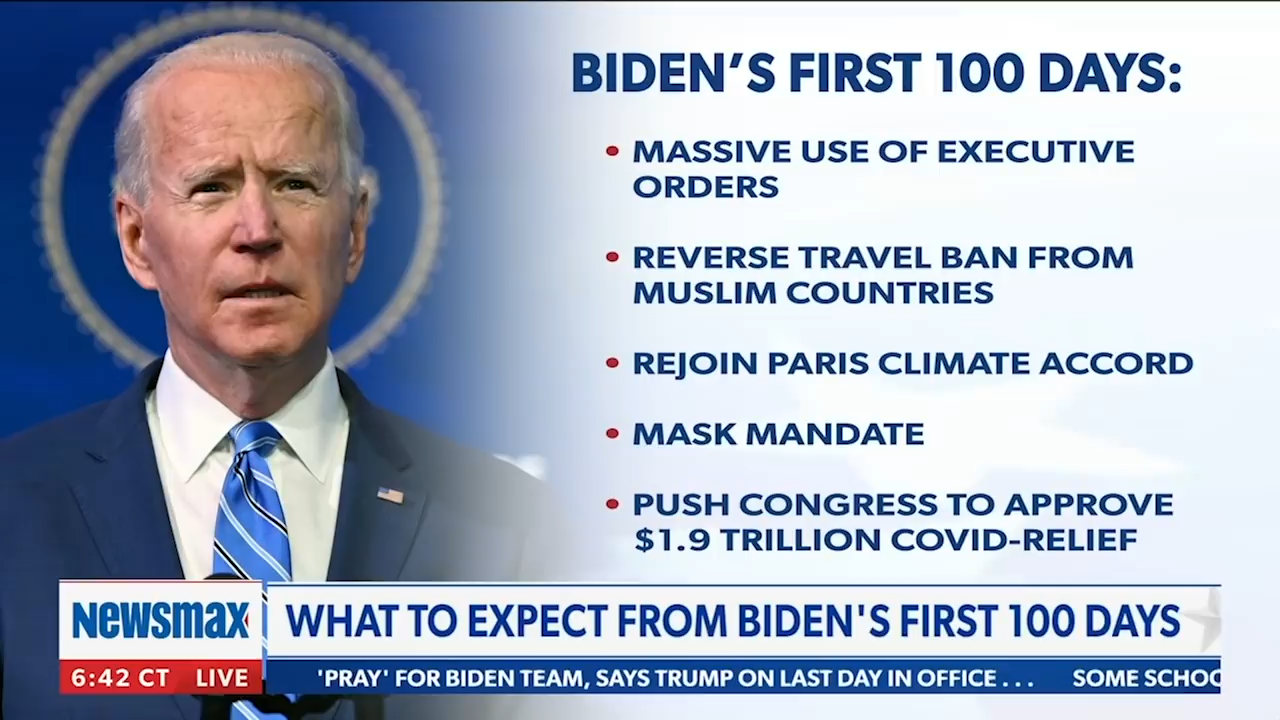 BIDEN’S FIRST 100 DAYS:
• MASSIVE USE OF EXECUTIVE
ORDERS
• REVERSE TRAVEL BAN FROM
MUSLIM COUNTRIES
• REJOIN PARIS CLIMATE ACCORD
• MASK MANDATE
• PUSH CONGRESS TO APPROVE
$1.9 TRILLION COVID-RELIEF
NEWSMAX
WHAT TO EXPECT FROM BIDEN'S FIRST 100 DAYS
6:42 CT LIVE
'PRAY' FOR BIDEN TEAM, SAYS TRUMP ON LAST DAY IN OFFICE . . . SOME